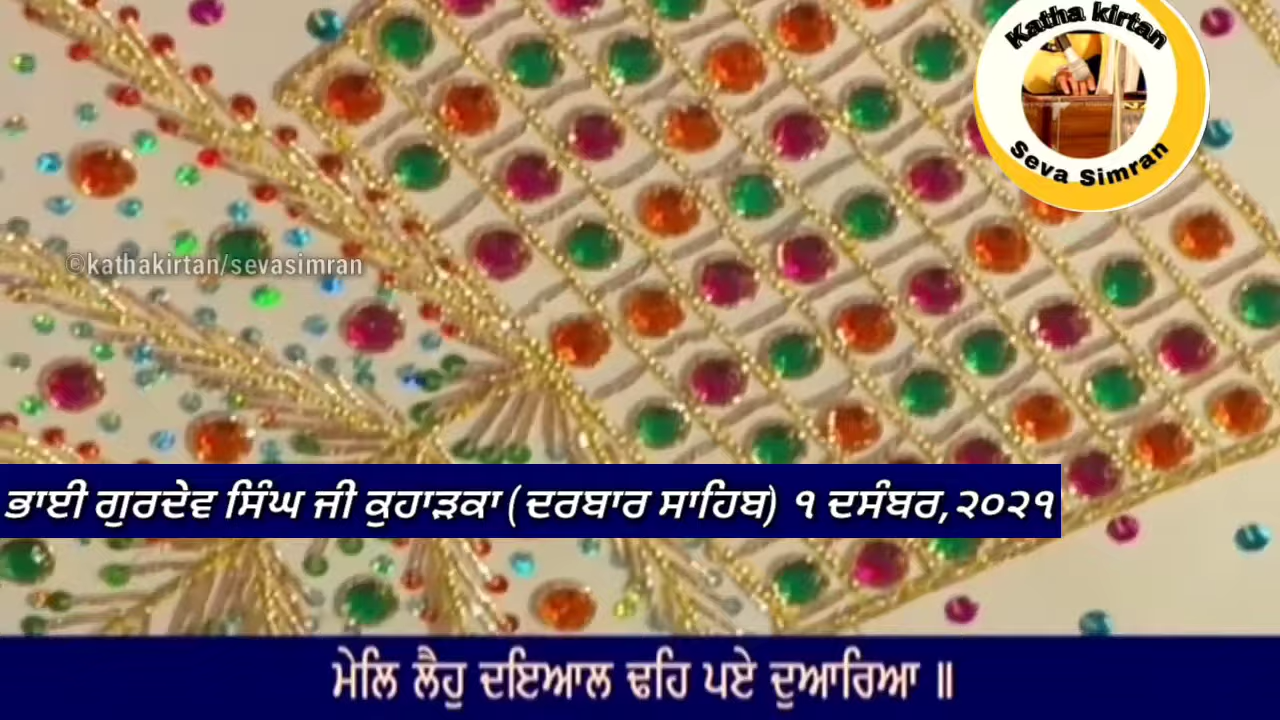 Katha kirtan
Seva Simran
©kathakirtan/sevasimran
ਭਾਈ ਗੁਰਦੇਵ ਸਿੰਘ ਜੀ ਕੁਹਾੜਕਾ (ਦਰਬਾਰ ਸਾਹਿਬ) ੧ ਦਸੰਬਰ,੨੦੨੧
ਮੇਲਿ ਲੈਹੁ ਦਇਆਲ ਢਹਿ ਪਏ ਦੁਆਰਿਆ ॥